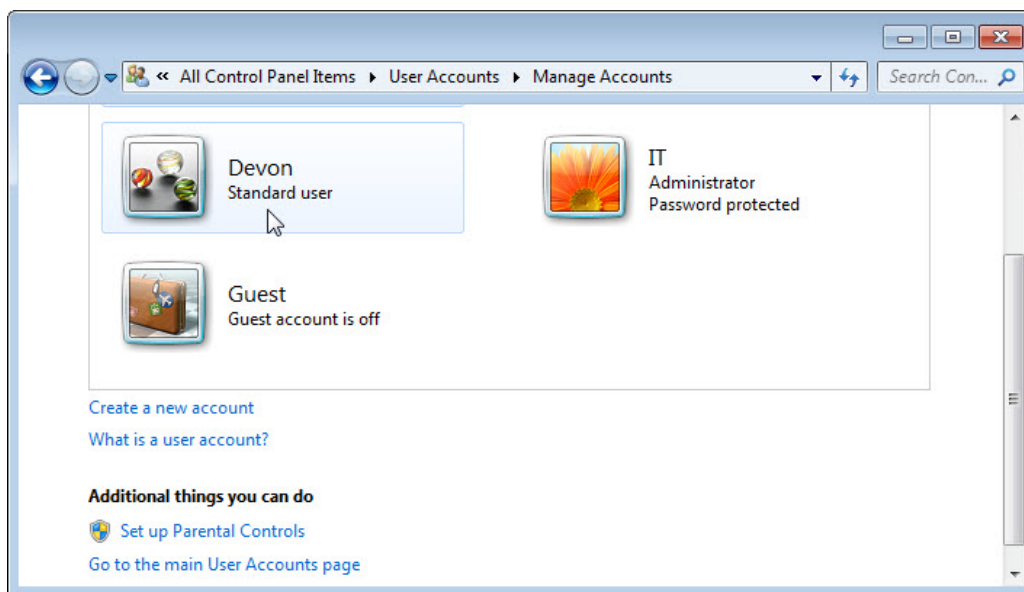 « All Control Panel Items ▸ User Accounts ▸ Manage Accounts
Search Con...
Devon
Standard user
IT
Administrator
Password protected
Guest
Guest account is off
Create a new account
What is a user account?
Additional things you can do
Set up Parental Controls
Go to the main User Accounts page